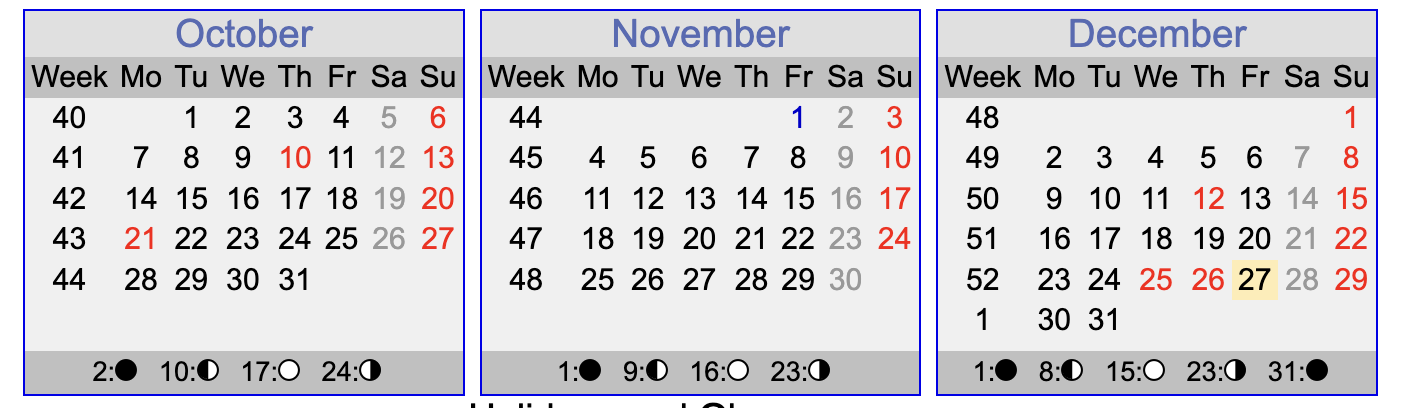 October
Week Mo Tu We Th Fr Sa Su
40 1 2 3 4 5 6
41 7 8 9 10 11 12 13
42 14 15 16 17 18 19 20
43 21 22 23 24 25 26 27
44 28 29 30 31
2: 10: 17: 24:
November
Week Mo Tu We Th Fr Sa Su
44 1 2 3
45 4 5 6 7 8 9 10
46 11 12 13 14 15 16 17
47 18 19 20 21 22 23 24
48 25 26 27 28 29 30
1: 9: 16: 23:
December
Week Mo Tu We Th Fr Sa Su
48 1
49 2 3 4 5 6 7 8
50 9 10 11 12 13 14 15
51 16 17 18 19 20 21 22
52 23 24 25 26 27 28 29
1 30 31
1: 8: 15: 23: 31: